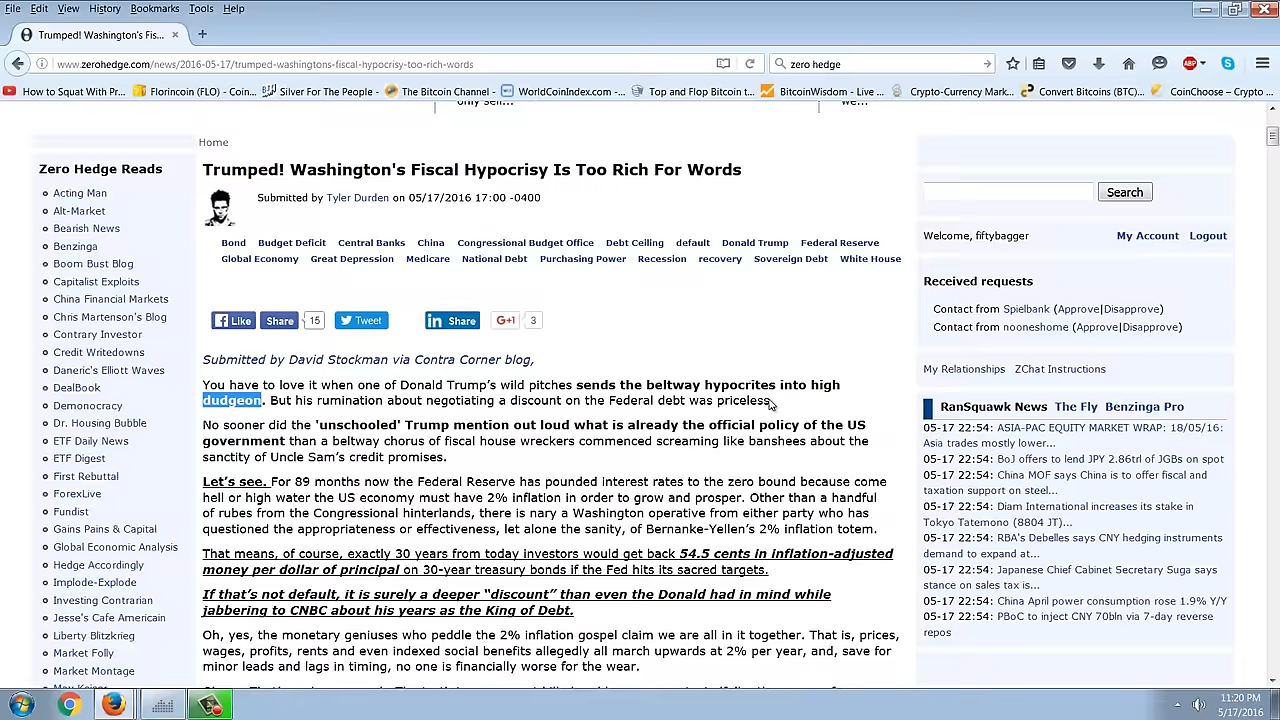 File Edit View History Bookmarks Tools Help
Trumped! Washington's Fis...
www.zerohedge.com/news/2016-05-17/trumped-washingtons-fiscal-hypocrisy-too-rich-words
zero hedge
ABP
How to Squat With Pr... Florincoin (FLO) - Coin... Silver For The People - The Bitcoin Channel - WorldCoinIndex.com -... Top and Flop Bitcoin t... BitcoinWisdom - Live ... Crypto-Currency Mark... Convert Bitcoins (BTC)... CoinChoose – Crypto ...
only sell... we...
Home
Zero Hedge Reads
Acting Man
Alt-Market
Bearish News
Benzinga
Boom Bust Blog
Capitalist Exploits
China Financial Markets
Chris Martenson's Blog
Contrary Investor
Credit Writedowns
Daneric's Elliott Waves
DealBook
Demonocracy
Dr. Housing Bubble
ETF Daily News
ETF Digest
First Rebuttal
ForexLive
Fundist
Gains Pains & Capital
Global Economic Analysis
Hedge Accordingly
Implode-Explode
Investing Contrarian
Jesse's Cafe Americain
Liberty Blitzkrieg
Market Folly
Market Montage
Trumped! Washington's Fiscal Hypocrisy Is Too Rich For Words
Submitted by Tyler Durden on 05/17/2016 17:00 -0400
Bond Budget Deficit Central Banks China Congressional Budget Office Debt Ceiling default Donald Trump Federal Reserve
Global Economy Great Depression Medicare National Debt Purchasing Power Recession recovery Sovereign Debt White House
Like Share 15 Tweet Share G+1 3
Submitted by David Stockman via Contra Corner blog,
You have to love it when one of Donald Trump's wild pitches sends the beltway hypocrites into high
dudgeon. But his rumination about negotiating a discount on the Federal debt was priceless.
No sooner did the 'unschooled' Trump mention out loud what is already the official policy of the US
government than a beltway chorus of fiscal house wreckers commenced screaming like banshees about the
sanctity of Uncle Sam's credit promises.
Let's see. For 89 months now the Federal Reserve has pounded interest rates to the zero bound because come
hell or high water the US economy must have 2% inflation in order to grow and prosper. Other than a handful
of rubes from the Congressional hinterlands, there is nary a Washington operative from either party who has
questioned the appropriateness or effectiveness, let alone the sanity, of Bernanke-Yellen's 2% inflation totem.
That means, of course, exactly 30 years from today investors would get back 54.5 cents in inflation-adjusted
money per dollar of principal on 30-year treasury bonds if the Fed hits its sacred targets.
If that's not default, it is surely a deeper “discount” than even the Donald had in mind while
jabbering to CNBC about his years as the King of Debt.
Oh, yes, the monetary geniuses who peddle the 2% inflation gospel claim we are all in it together. That is, prices,
wages, profits, rents and even indexed social benefits allegedly all march upwards at 2% per year, and, save for
minor leads and lags in timing, no one is financially worse for the wear.
Search
Welcome, fiftybagger My Account Logout
Received requests
Contact from Spielbank (Approve|Disapprove)
Contact from nooneshome (Approve|Disapprove)
My Relationships ZChat Instructions
RanSquawk News The Fly Benzinga Pro
05-17 22:54: ASIA-PAC EQUITY MARKET WRAP: 18/05/16:
Asia trades mostly lower...
05-17 22:54: BoJ offers to lend JPY 2.86trl of JGBs on spot
05-17 22:54: China MOF says China is to offer fiscal and
taxation support on steel...
05-17 22:54: Diam International increases its stake in
Tokyo Tatemono (8804 JT)...
05-17 22:54: RBA's Debelles says CNY hedging instruments
demand to expand at...
05-17 22:54: Japanese Chief Cabinet Secretary Suga says
stance on sales tax is...
05-17 22:54: China April power consumption rose 1.9% Y/Y
05-17 22:54: PBoC to inject CNY 70bln via 7-day reverse
repos
11:20 PM
5/17/2016